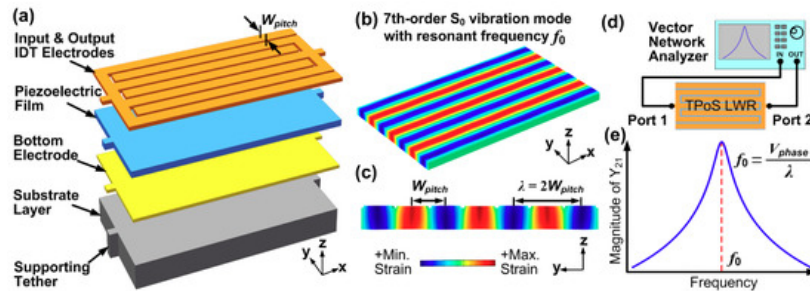 (a)
W_pitch
Input & Output
IDT Electrodes
Piezoelectric
Film
Bottom
Electrode
Substrate
Layer
Supporting
Tether
z
y x
(b) 7th-order S₀ vibration mode
with resonant frequency f₀
z
y x
(c)
W_pitch λ = 2W_pitch
+Min. +Max.
Strain Strain
z
y
(d)
Vector
Network
Analyzer
IN OUT
TPoS LWR
Port 1 Port 2
(e)
f₀ = V_phase / λ
Magnitude of Y₂₁
f₀
Frequency